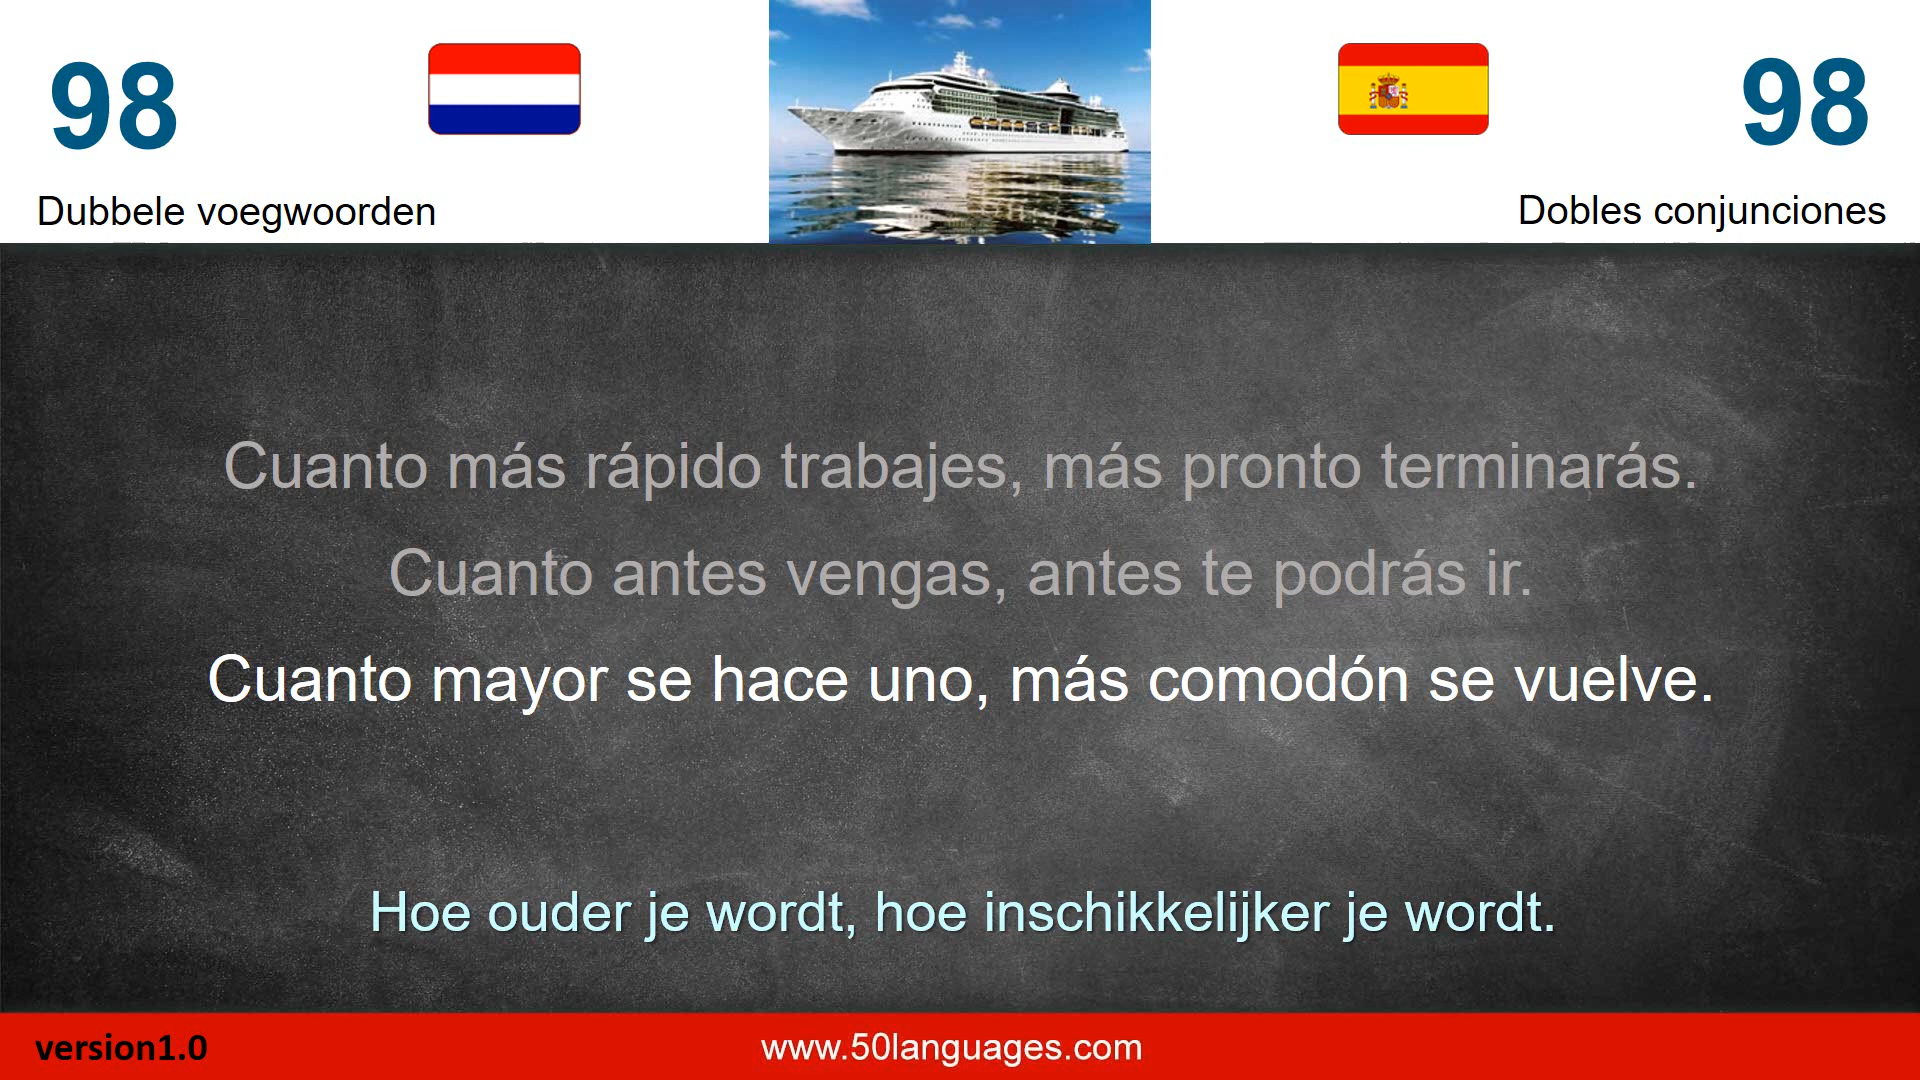 98
98
Dubbele voegwoorden
Dobles conjunciones
Cuanto más rápido trabajes, más pronto terminarás.
Cuanto antes vengas, antes te podrás ir.
Cuanto mayor se hace uno, más comodón se vuelve.
Hoe ouder je wordt, hoe inschikkelijker je wordt.
version1.0
www.50languages.com